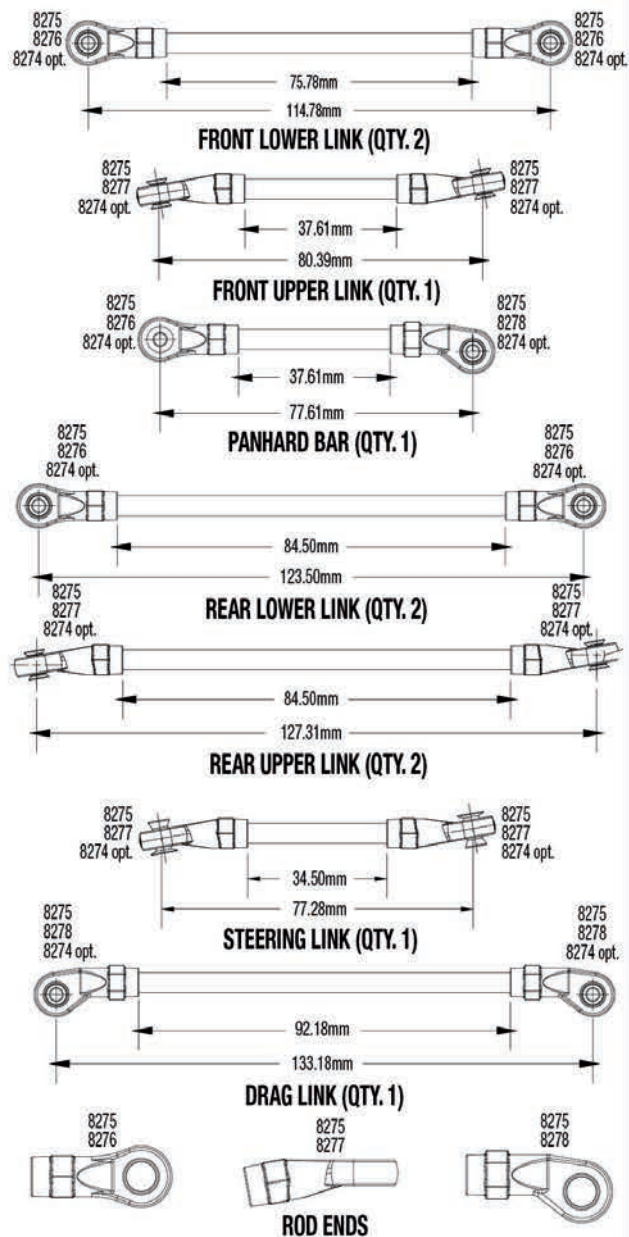 8275 8275
8276 8276
8274 opt. 8274 opt.
75.78mm
114.78mm
FRONT LOWER LINK (QTY. 2)
8275 8275
8277 8277
8274 opt. 8274 opt.
37.61mm
80.39mm
FRONT UPPER LINK (QTY. 1)
8275 8275
8276 8278
8274 opt. 8274 opt.
37.61mm
77.61mm
PANHARD BAR (QTY. 1)
8275 8275
8276 8276
8274 opt. 8274 opt.
84.50mm
123.50mm
REAR LOWER LINK (QTY. 2)
8275 8275
8277 8277
8274 opt. 8274 opt.
84.50mm
127.31mm
REAR UPPER LINK (QTY. 2)
8275 8275
8277 8277
8274 opt. 8274 opt.
34.50mm
77.28mm
STEERING LINK (QTY. 1)
8275 8275
8278 8278
8274 opt. 8274 opt.
92.18mm
133.18mm
DRAG LINK (QTY. 1)
8275 8275 8275
8276 8277 8278
ROD ENDS